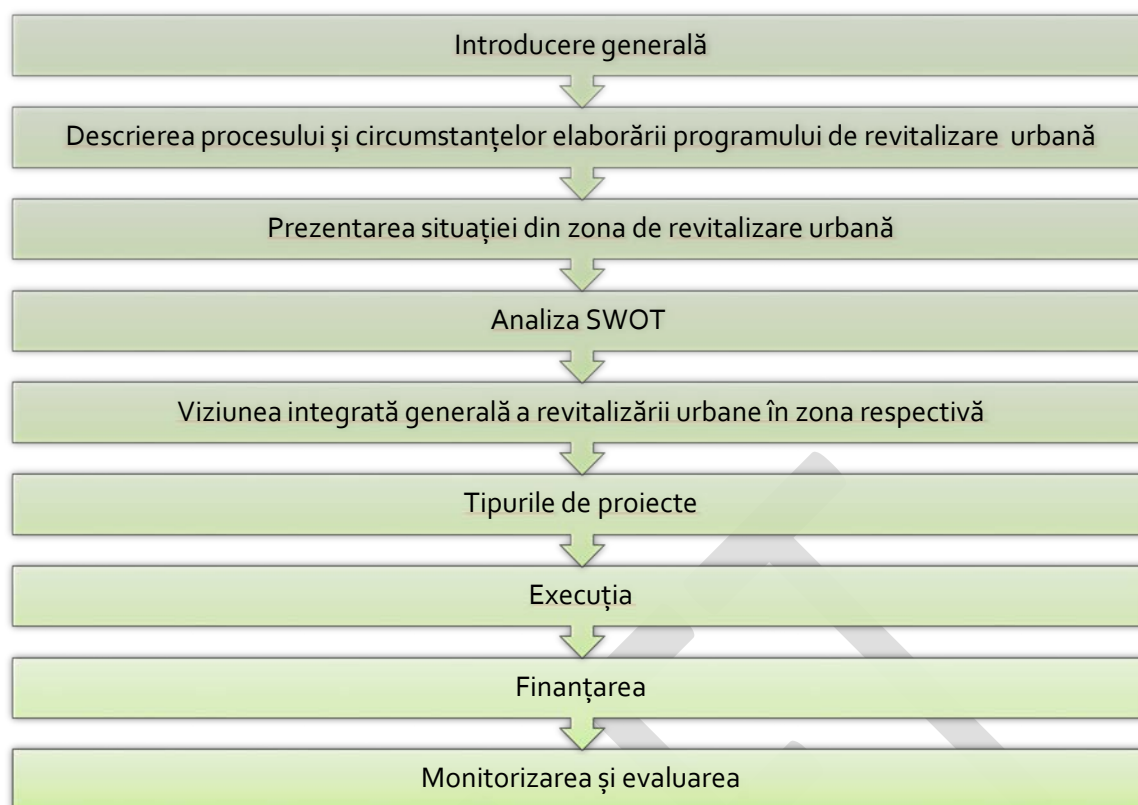 Introducere generală
Descrierea procesului și circumstanțelor elaborării programului de revitalizare urbană
Prezentarea situației din zona de revitalizare urbană
Analiza SWOT
Viziunea integrată generală a revitalizării urbane în zona respectivă
Tipurile de proiecte
Execuția
Finanțarea
Monitorizarea și evaluarea